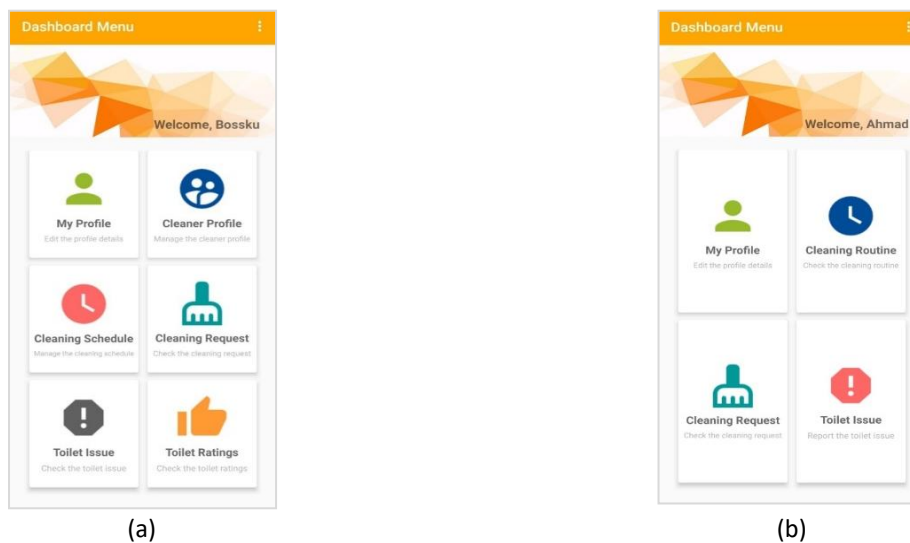 Dashboard Menu
Welcome, Bossku
My Profile
Edit the profile details
Cleaner Profile
Manage the cleaner profile
Cleaning Schedule
Manage the cleaning schedule
Cleaning Request
Check the cleaning request
Toilet Issue
Check the toilet issue
Toilet Ratings
Check the toilet ratings
(a)
Dashboard Menu
Welcome, Ahmad
My Profile
Edit the profile details
Cleaning Routine
Check the cleaning routine
Cleaning Request
Check the cleaning request
Toilet Issue
Report the toilet issue
(b)